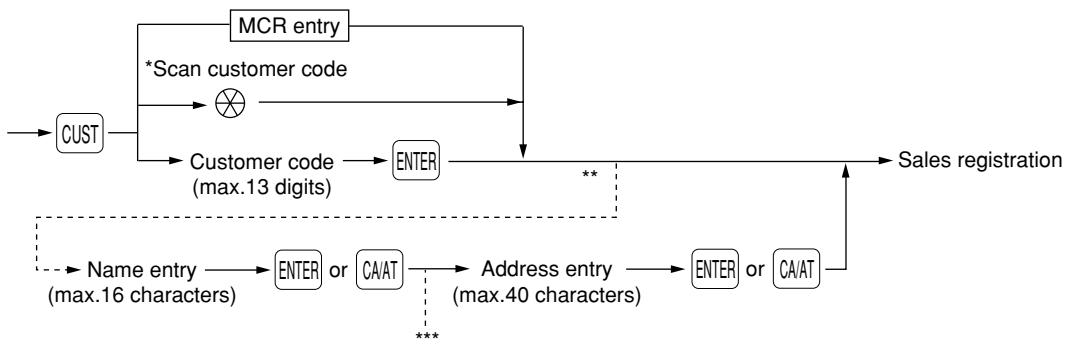 MCR entry
*Scan customer code
CUST
Customer code
(max.13 digits)
ENTER
**
Sales registration
Name entry
(max.16 characters)
ENTER or CA/AT
Address entry
(max.40 characters)
ENTER or CA/AT
***